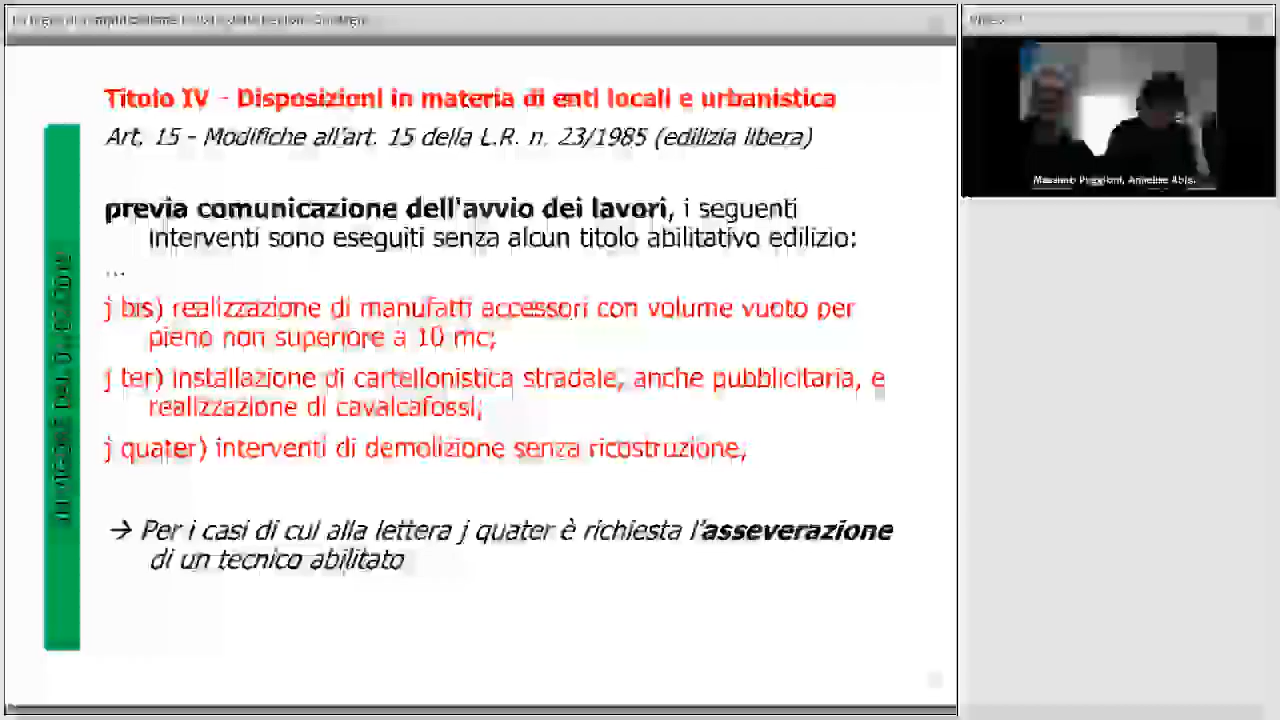 Titolo IV - Disposizioni in materia di enti locali e urbanistica
Art. 15 - Modifiche all'art. 15 della L.R. n. 23/1985 (edilizia libera)
previa comunicazione dell'avvio dei lavori, i seguenti
interventi sono eseguiti senza alcun titolo abilitativo edilizio:
...
j bis) realizzazione di manufatti accessori con volume vuoto per
pieno non superiore a 10 mc;
j ter) installazione di cartellonistica stradale, anche pubblicitaria, e
realizzazione di cavalcafossi;
j quater) interventi di demolizione senza ricostruzione,
→ Per i casi di cui alla lettera j quater è richiesta l'asseverazione
di un tecnico abilitato
Massimo